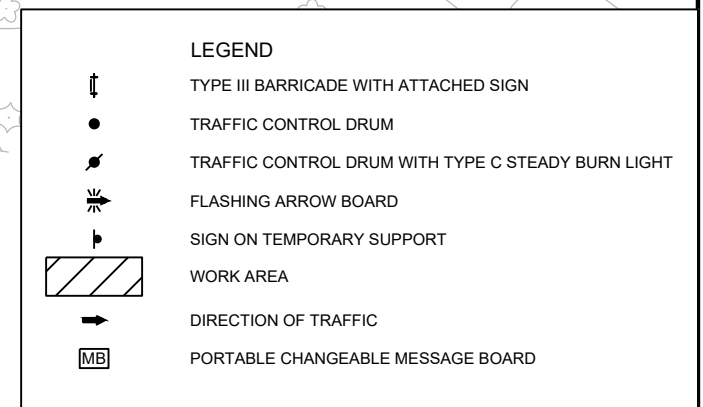 LEGEND
TYPE III BARRICADE WITH ATTACHED SIGN
TRAFFIC CONTROL DRUM
TRAFFIC CONTROL DRUM WITH TYPE C STEADY BURN LIGHT
FLASHING ARROW BOARD
SIGN ON TEMPORARY SUPPORT
WORK AREA
DIRECTION OF TRAFFIC
MB PORTABLE CHANGEABLE MESSAGE BOARD